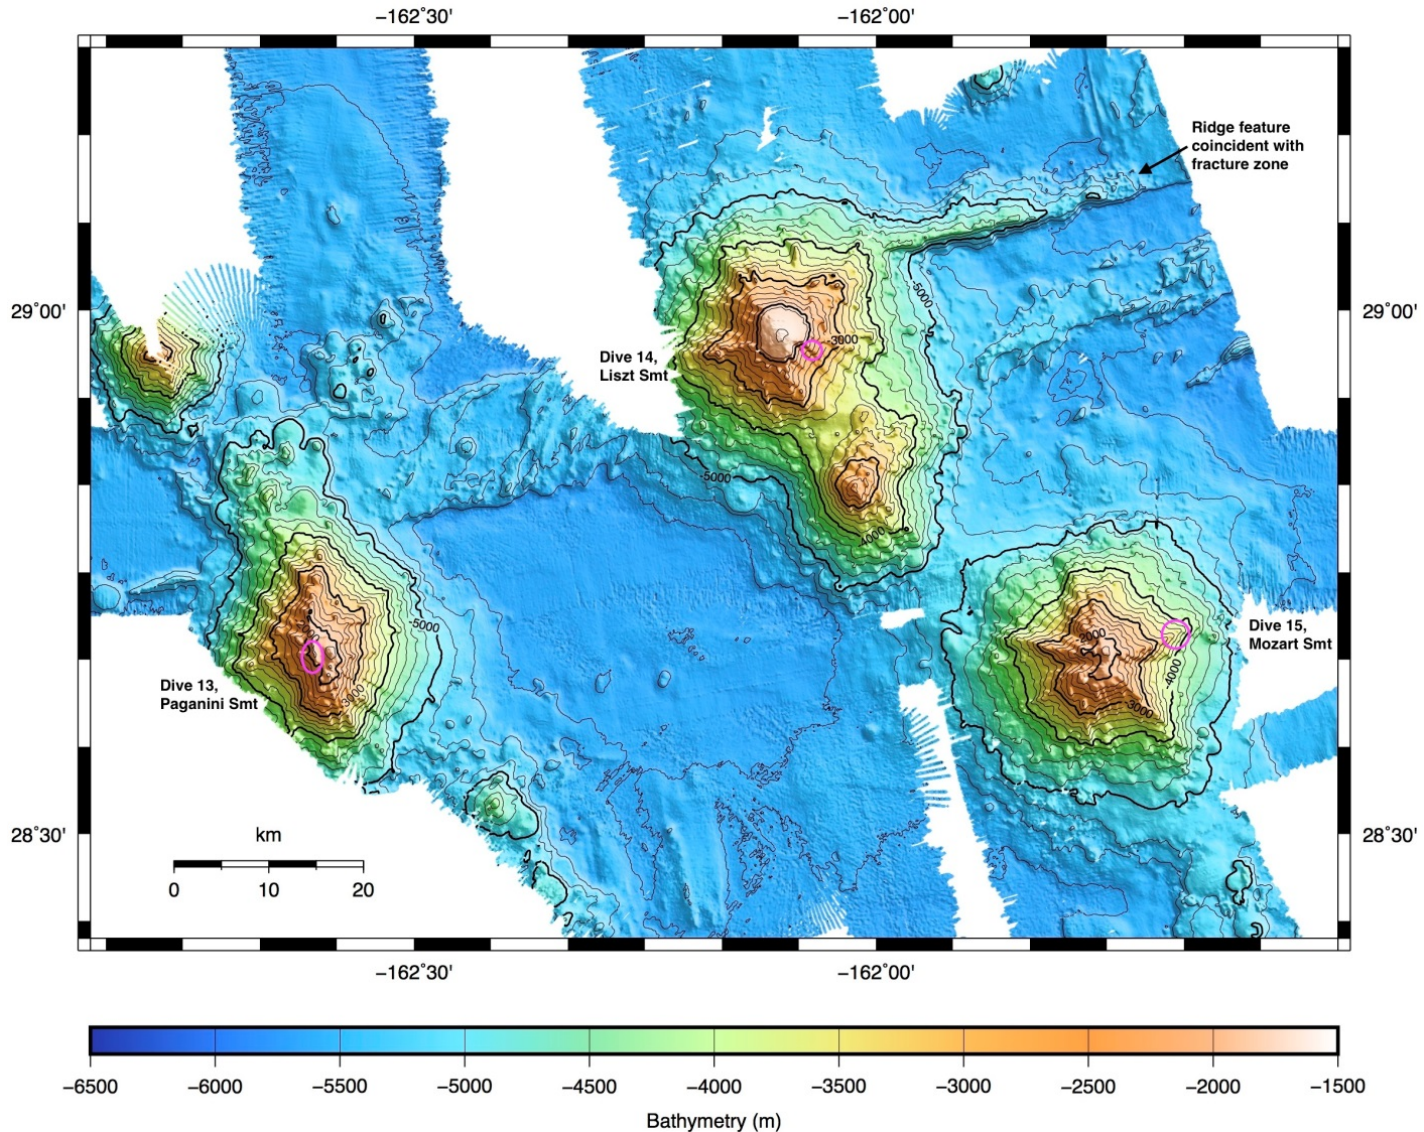 −162˚30'
−162˚00'
Ridge feature
coincident with
fracture zone
29˚00'
29˚00'
-5000
-3000
Dive 14,
Liszt Smt
-5000
-4000
-5000
Dive 15,
Mozart Smt
-4000
-3000
Dive 13,
Paganini Smt
-3000
km
0
10
20
28˚30'
28˚30'
−162˚30'
−162˚00'
−6500
−6000
−5500
−5000
−4500
−4000
−3500
−3000
−2500
−2000
−1500
Bathymetry (m)